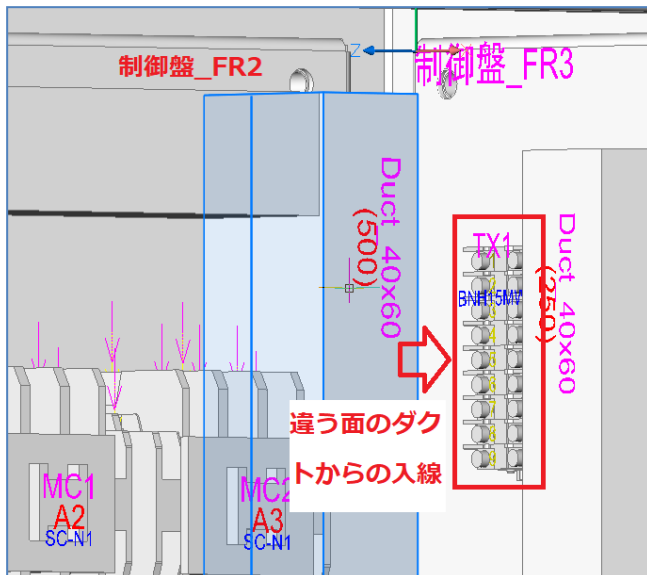 Z
制御盤_FR2
制御盤_FR3
Duct 40x60
(500)
TX1
BNH15MW
Duct 40x60
(250)
違う面のダク
トからの入線
MC1
A2
SC-N1
MC2
A3
SC-N1